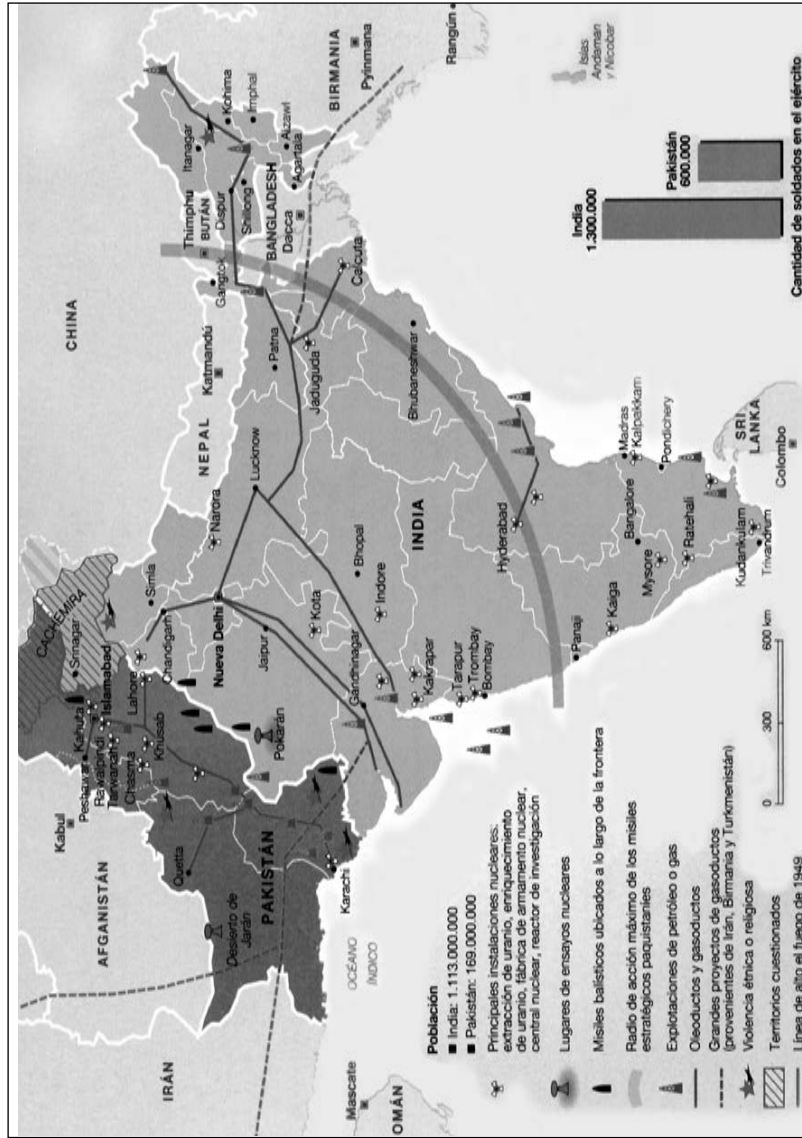 CHINA
CACHEMIRA
Srinagar
Kabul
Peshawar
Kahuta
Rawalpindi
Islamabad
Tarwanah
Lahore
Chasma
Khusab
Simla
Chandigarh
AFGANISTÁN
Quetta
PAKISTÁN
Desierto de
Jarán
IRÁN
Karachi
Pokarán
Nueva Delhi
Narora
NEPAL
Katmandú
Lucknow
Jaipur
Kota
Gandhinagar
Bhopal
Indore
INDIA
Patna
Jaduguda
Gangtok
Thimphu
BUTÁN
Dispur
Shillong
Itanagar
Kohima
Imphal
Aizawl
Agartala
BANGLADESH
Dacca
Calcuta
BIRMANIA
Pyinmana
Rangún
Bhubaneshwar
Kakrapar
Tarapur
Trombay
Bombay
Hyderabad
Panaji
Kaiga
Bangalore
Mysore
Madras
Kalpakkam
Pondichery
Ratehali
Kudankulam
Trivandrum
SRI
LANKA
Colombo
Islas
Andaman
y Nicobar
OCÉANO
ÍNDICO
Mascate
OMÁN
Población
India: 1.113.000.000
Pakistán: 169.000.000
Principales instalaciones nucleares:
extracción de uranio, enriquecimiento
de uranio, fábrica de armamento nuclear,
central nuclear, reactor de investigación
Lugares de ensayos nucleares
Misiles balísticos ubicados a lo largo de la frontera
Radio de acción máximo de los misiles
estratégicos paquistaníes
Explotaciones de petróleo o gas
Oleoductos y gasoductos
Grandes proyectos de gasoductos
(provenientes de Irán, Birmania y Turkmenistán)
Violencia étnica o religiosa
Territorios cuestionados
Línea de alto el fuego de 1949
0 300 600 km
India
1.300.000
Pakistán
600.000
Cantidad de soldados en el ejército